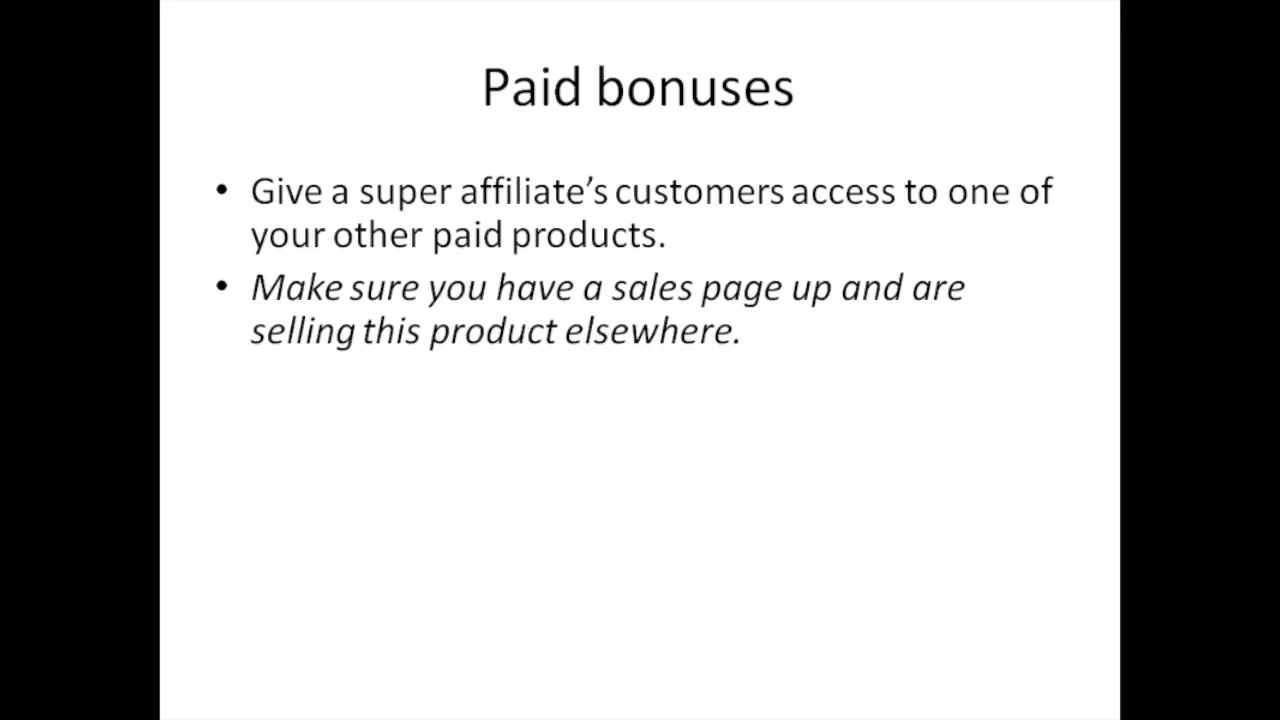 Paid bonuses
• Give a super affiliate’s customers access to one of
your other paid products.
• Make sure you have a sales page up and are
selling this product elsewhere.